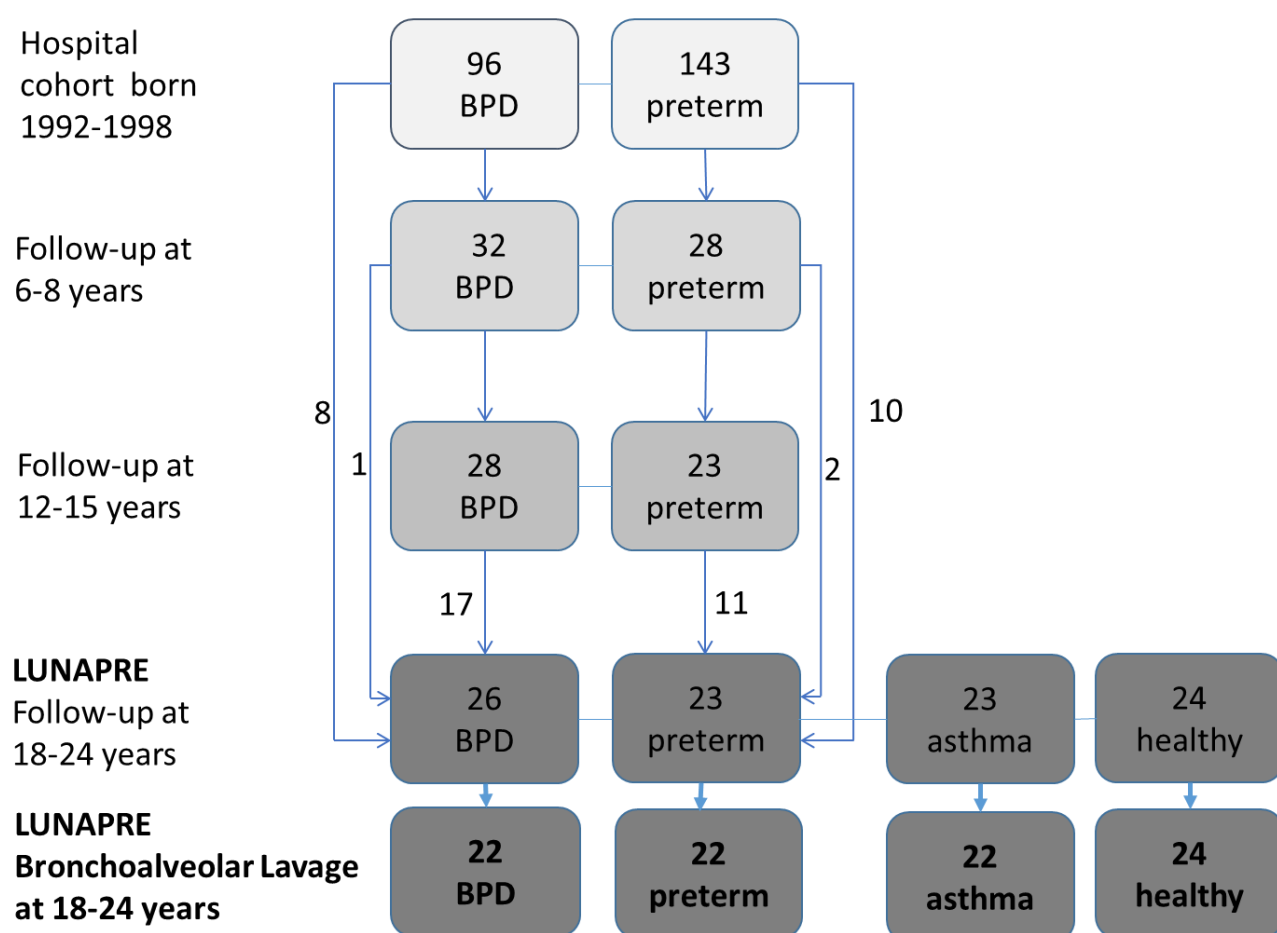 Hospital
cohort born
1992-1998
96
BPD
143
preterm
Follow-up at
6-8 years
32
BPD
28
preterm
8
1
10
2
Follow-up at
12-15 years
28
BPD
23
preterm
17
11
LUNAPRE
Follow-up at
18-24 years
26
BPD
23
preterm
23
asthma
24
healthy
LUNAPRE
Bronchoalveolar Lavage
at 18-24 years
22
BPD
22
preterm
22
asthma
24
healthy